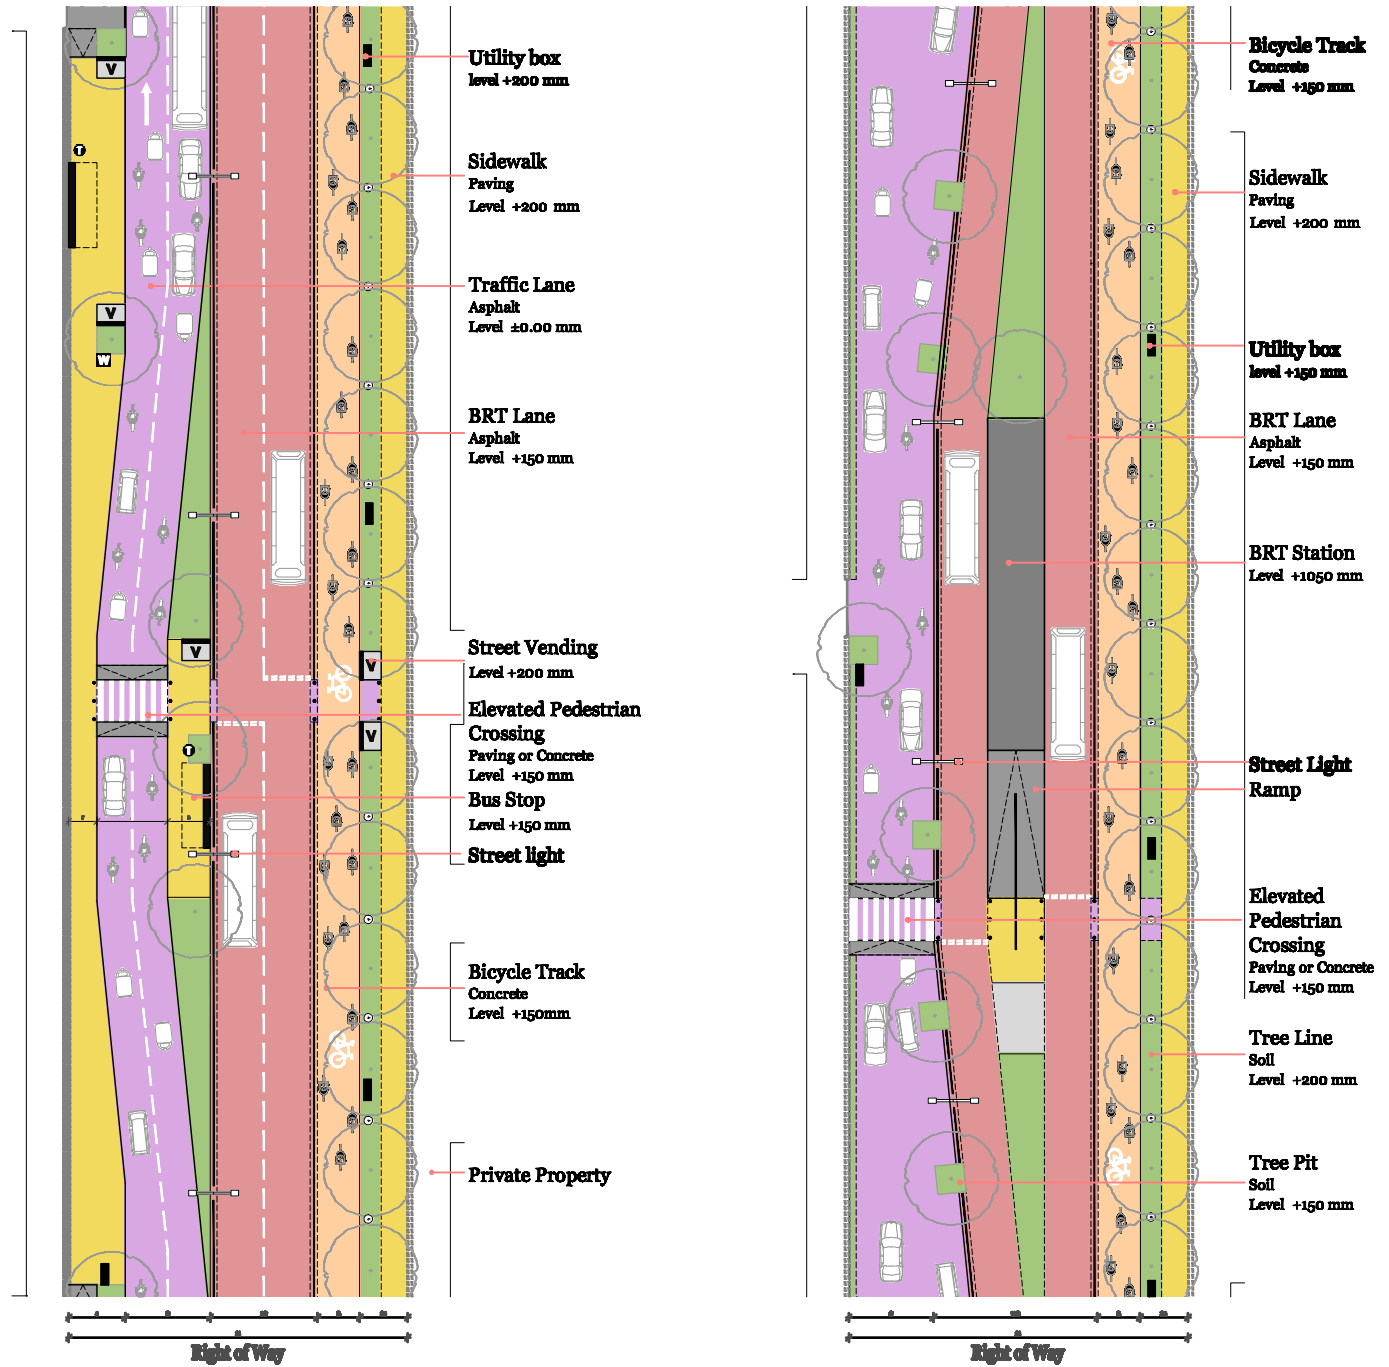 Utility box
level +200 mm
Sidewalk
Paving
Level +200 mm
Traffic Lane
Asphalt
Level ±0.00 mm
BRT Lane
Asphalt
Level +150 mm
Street Vending
Level +200 mm
Elevated Pedestrian
Crossing
Paving or Concrete
Level +150 mm
Bus Stop
Level +150 mm
Street light
Bicycle Track
Concrete
Level +150mm
Private Property
V
T
V
W
V
V
V
T
Right of Way
Bicycle Track
Concrete
Level +150 mm
Sidewalk
Paving
Level +200 mm
Utility box
level +150 mm
BRT Lane
Asphalt
Level +150 mm
BRT Station
Level +1050 mm
Street Light
Ramp
Elevated
Pedestrian
Crossing
Paving or Concrete
Level +150 mm
Tree Line
Soil
Level +200 mm
Tree Pit
Soil
Level +150 mm
Right of Way